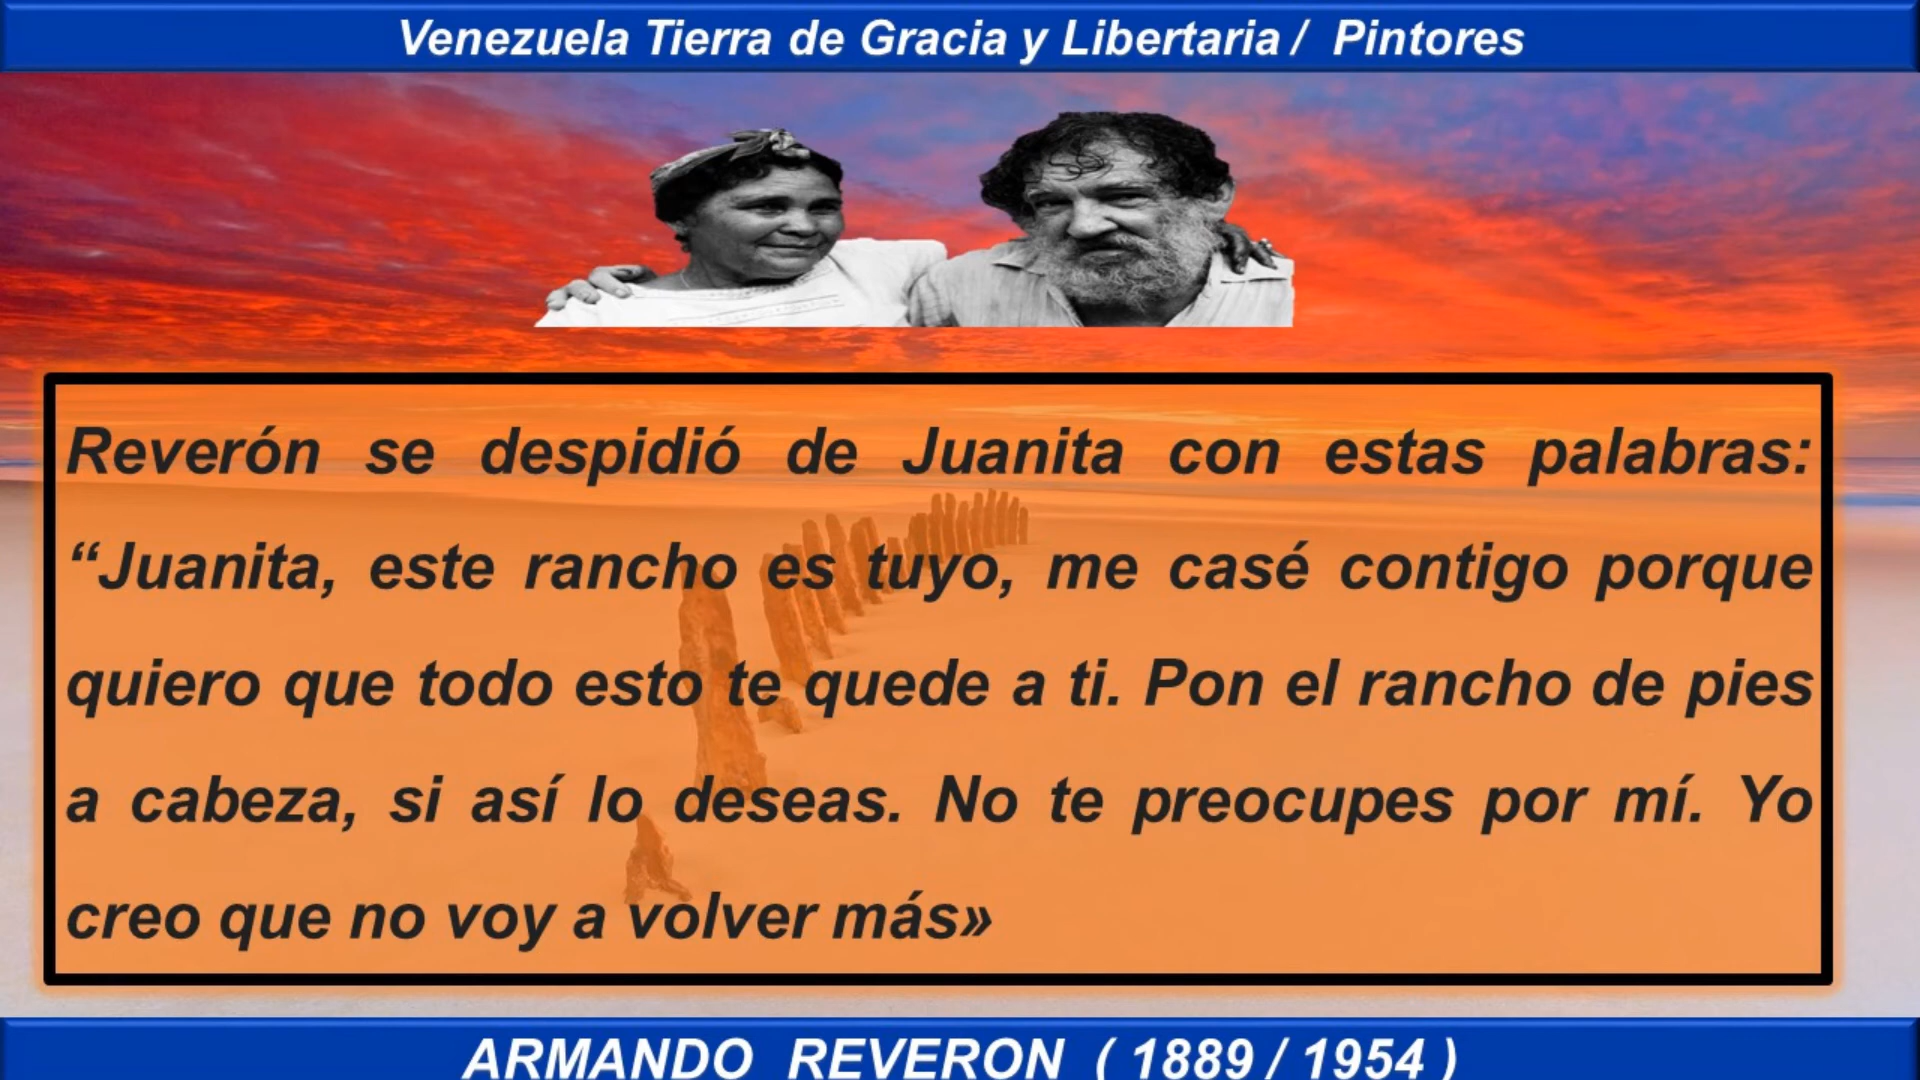 Venezuela Tierra de Gracia y Libertaria / Pintores
Reverón se despidió de Juanita con estas palabras:
“Juanita, este rancho es tuyo, me casé contigo porque
quiero que todo esto te quede a ti. Pon el rancho de pies
a cabeza, si así lo deseas. No te preocupes por mí. Yo
creo que no voy a volver más»
ARMANDO REVERON ( 1889 / 1954 )